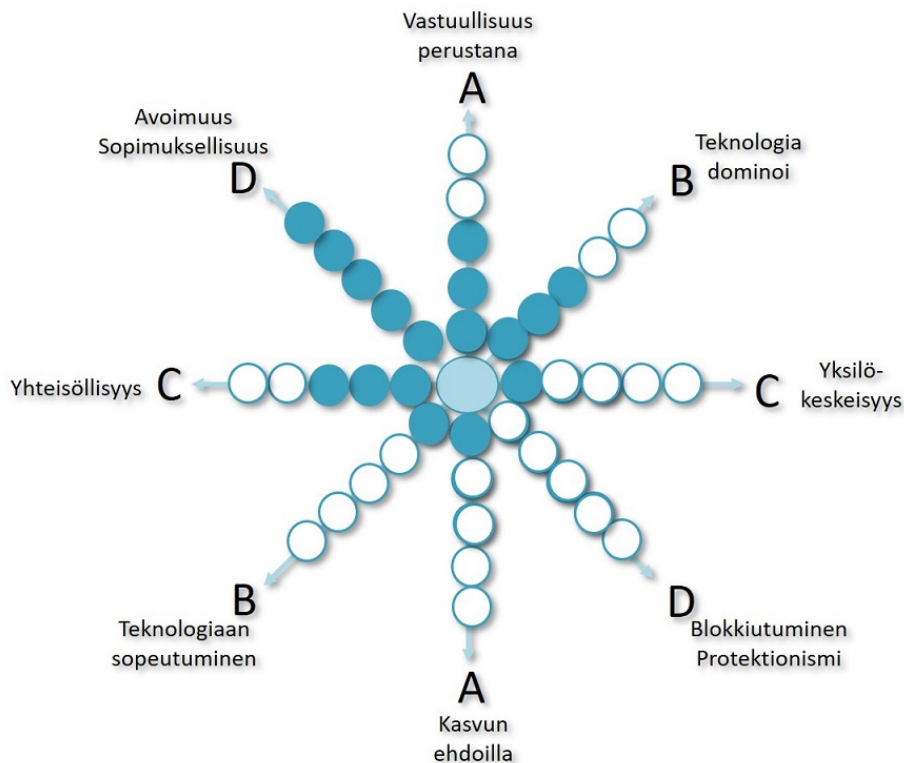 Vastuullisuus
perustana
A
Avoimuus
Sopimuksellisuus
D
Teknologia
dominoi
B
Yhteisöllisyys
C
C
Yksilö-
keskeisyys
B
Teknologiaan
sopeutuminen
D
Blokkiutuminen
Protektionismi
A
Kasvun
ehdoilla